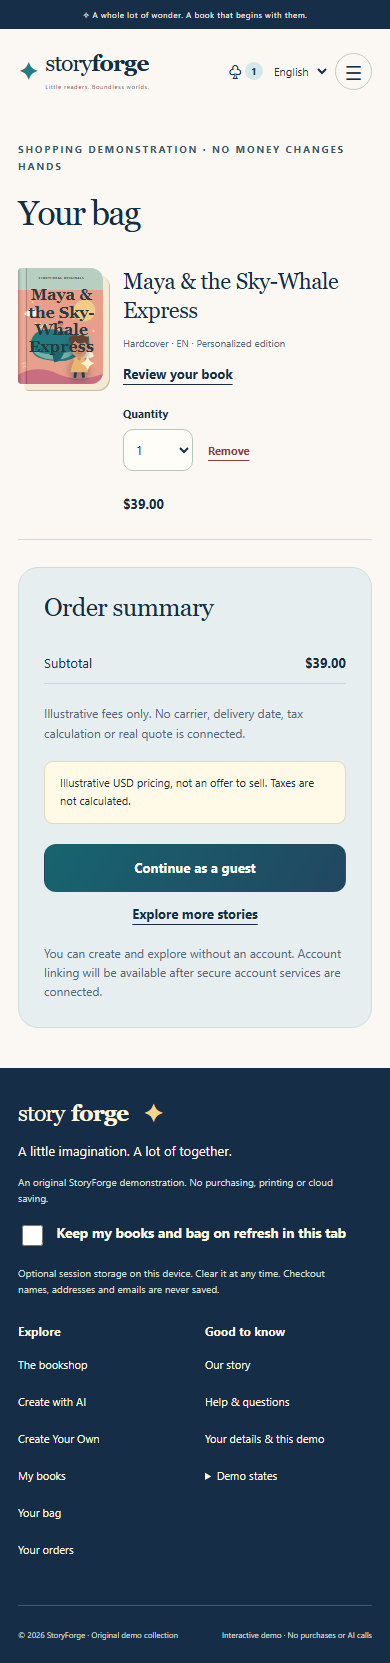 ✧ A whole lot of wonder. A book that begins with them.
storyforge
Little readers. Boundless worlds.
1
English
SHOPPING DEMONSTRATION · NO MONEY CHANGES
HANDS
Your bag
STORYFORGE ORIGINALS
Maya &
the Sky-
Whale
Express
Maya & the Sky-Whale
Express
Hardcover · EN · Personalized edition
Review your book
Quantity
1
Remove
$39.00
Order summary
Subtotal $39.00
Illustrative fees only. No carrier, delivery date, tax
calculation or real quote is connected.
Illustrative USD pricing, not an offer to sell. Taxes are
not calculated.
Continue as a guest
Explore more stories
You can create and explore without an account. Account
linking will be available after secure account services are
connected.
story forge
A little imagination. A lot of together.
An original StoryForge demonstration. No purchasing, printing or cloud
saving.
Keep my books and bag on refresh in this tab
Optional session storage on this device. Clear it at any time. Checkout
names, addresses and emails are never saved.
Explore
The bookshop
Create with AI
Create Your Own
My books
Your bag
Your orders
Good to know
Our story
Help & questions
Your details & this demo
▶ Demo states
© 2026 StoryForge · Original demo collection
Interactive demo · No purchases or AI calls